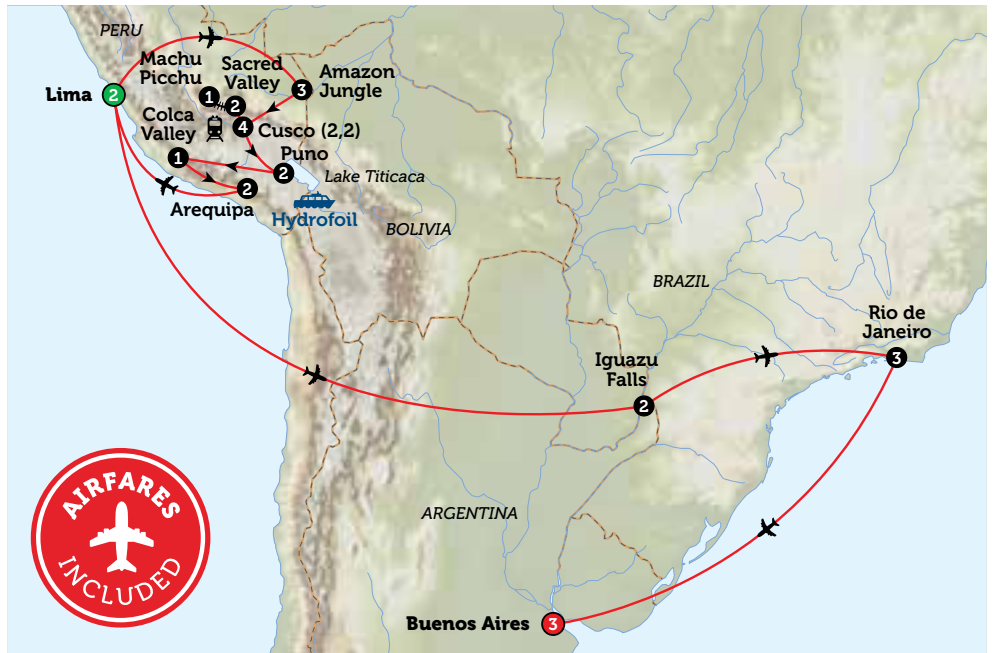 PERU
Machu
Picchu
Sacred
Valley
Amazon
Jungle
Lima
2
1
2
3
Colca
Valley
4
Cusco (2,2)
1
Puno
2
Lake Titicaca
2
Arequipa
Hydrofoil
BOLIVIA
BRAZIL
Rio de
Janeiro
3
Iguazu
Falls
2
AIRFARES
INCLUDED
ARGENTINA
Buenos Aires
3